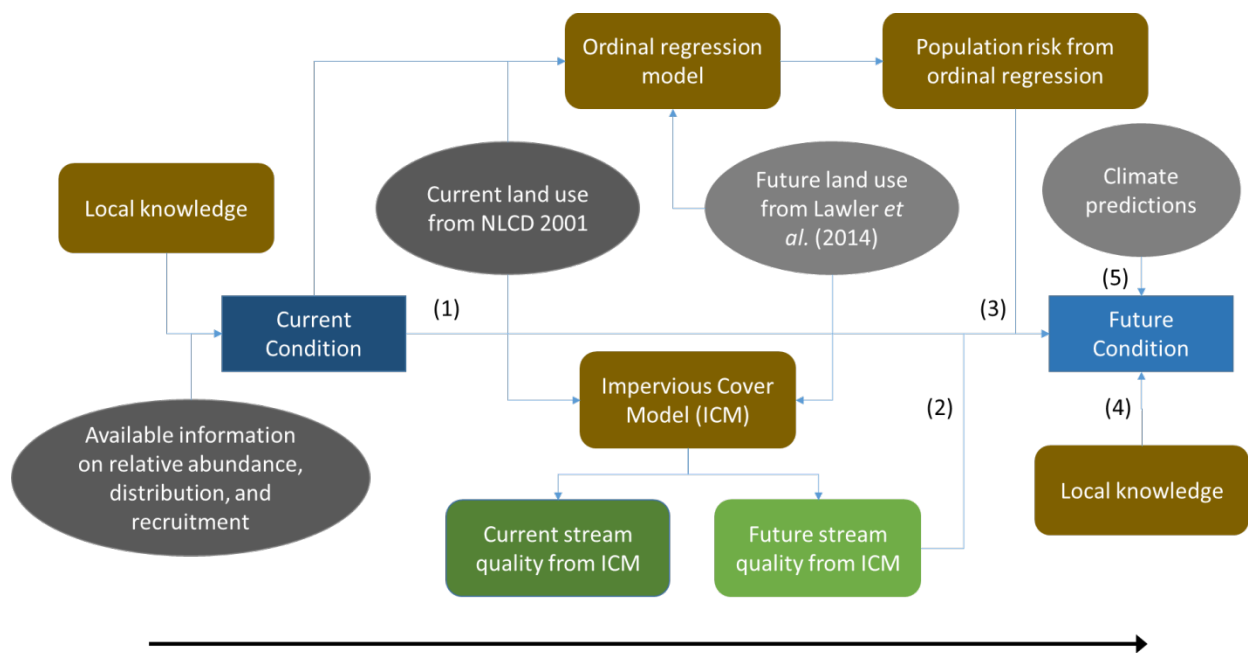 Ordinal regression
model
Population risk from
ordinal regression
Local knowledge
Current land use
from NLCD 2001
Future land use
from Lawler et
al. (2014)
Climate
predictions
(5)
Current
Condition
(1)
(3)
Future
Condition
Impervious Cover
Model (ICM)
(2)
(4)
Available information
on relative abundance,
distribution, and
recruitment
Local knowledge
Current stream
quality from ICM
Future stream
quality from ICM